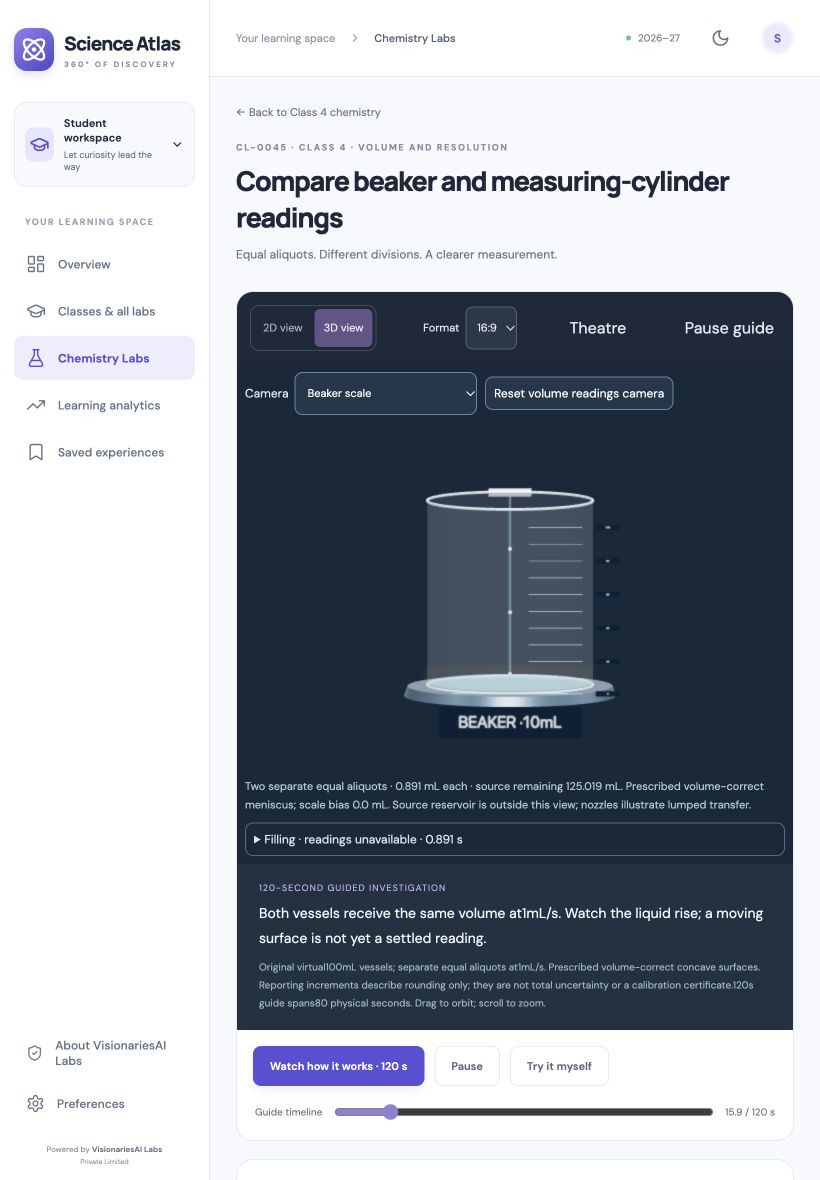 Science Atlas
360° OF DISCOVERY
Student
workspace
Let curiosity lead the
way
YOUR LEARNING SPACE
Overview
Classes & all labs
Chemistry Labs
Learning analytics
Saved experiences
About VisionariesAI
Labs
Preferences
Powered by VisionariesAI Labs
Private Limited
Your learning space > Chemistry Labs
2026–27
S
← Back to Class 4 chemistry
CL-0045 · CLASS 4 · VOLUME AND RESOLUTION
Compare beaker and measuring-cylinder
readings
Equal aliquots. Different divisions. A clearer measurement.
2D view 3D view Format 16:9 Theatre Pause guide
Camera Beaker scale Reset volume readings camera
BEAKER ·10mL
Two separate equal aliquots · 0.891 mL each · source remaining 125.019 mL. Prescribed volume-correct
meniscus; scale bias 0.0 mL. Source reservoir is outside this view; nozzles illustrate lumped transfer.
▶ Filling · readings unavailable · 0.891 s
120-SECOND GUIDED INVESTIGATION
Both vessels receive the same volume at1mL/s. Watch the liquid rise; a moving
surface is not yet a settled reading.
Original virtual100mL vessels; separate equal aliquots at1mL/s. Prescribed volume-correct concave surfaces.
Reporting increments describe rounding only; they are not total uncertainty or a calibration certificate.120s
guide spans80 physical seconds. Drag to orbit; scroll to zoom.
Watch how it works · 120 s Pause Try it myself
Guide timeline 15.9 / 120 s